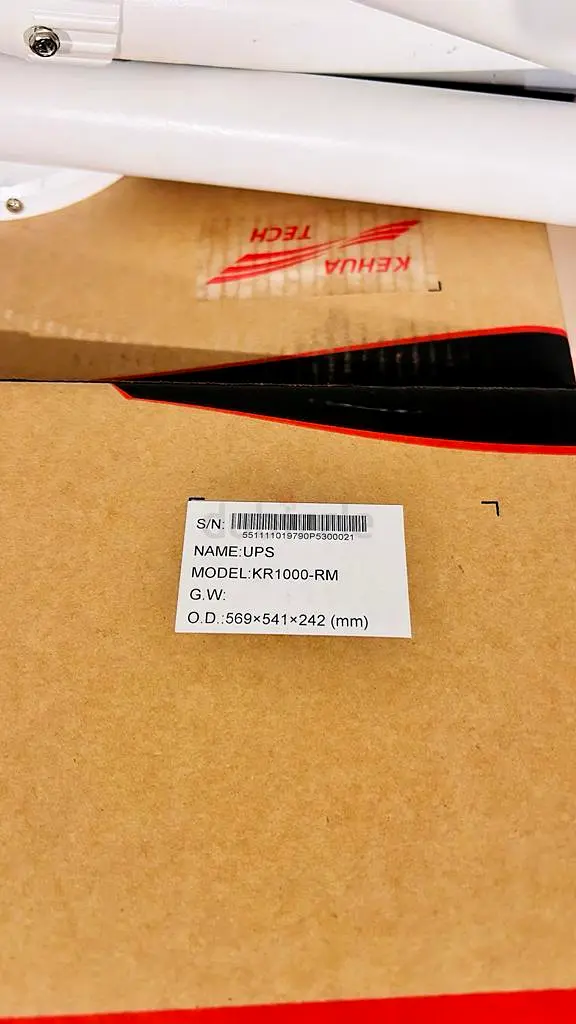 KEHUA
TECH
S/N:
551111019790P5300021
NAME:UPS
MODEL:KR1000-RM
G.W:
O.D.:569×541×242 (mm)